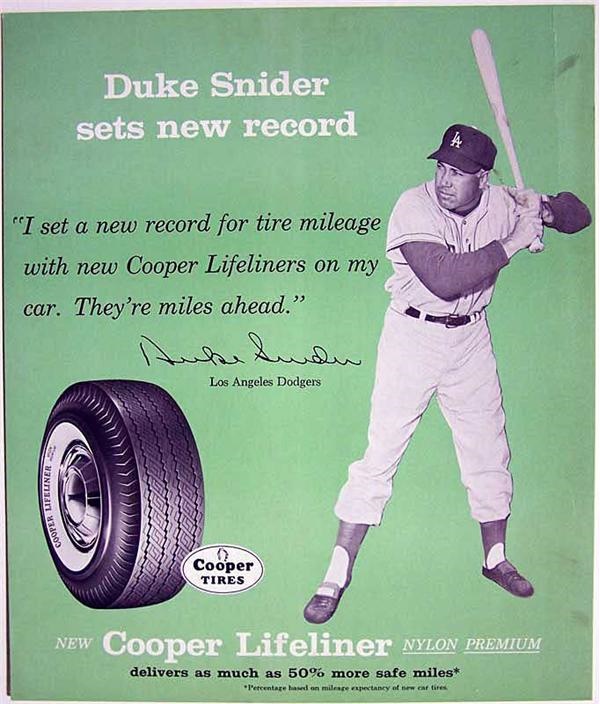 Duke Snider
sets new record
"I set a new record for tire mileage
with new Cooper Lifeliners on my
car. They're miles ahead."
Duke Snider
Los Angeles Dodgers
LA
COOPER LIFELINER
Cooper
TIRES
NEW Cooper Lifeliner NYLON PREMIUM
delivers as much as 50% more safe miles*
*Percentage based on mileage expectancy of new car tires.